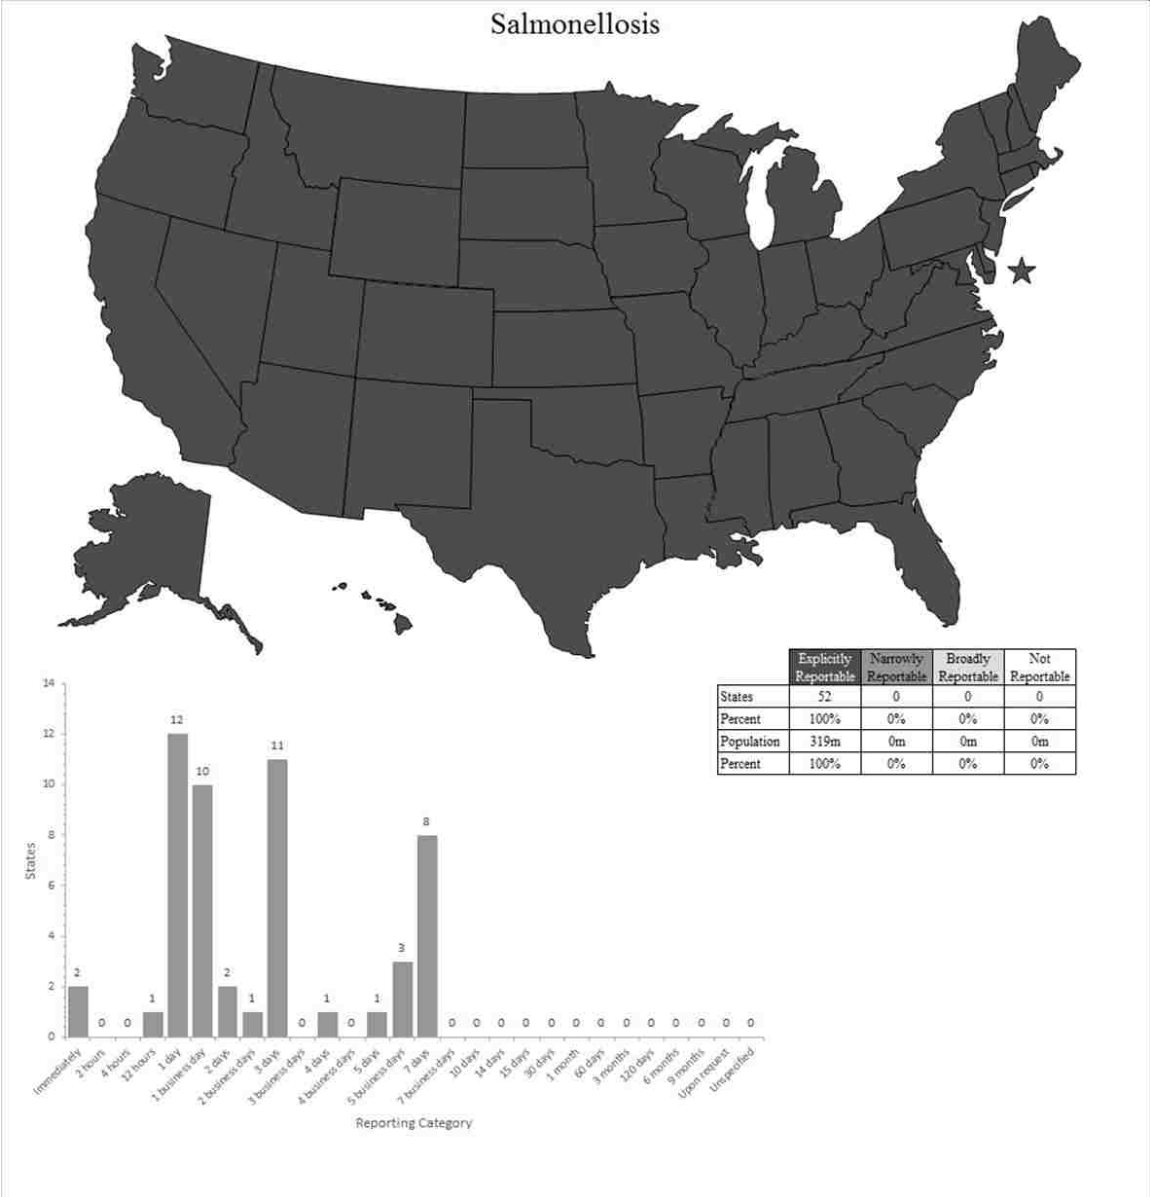 Salmonellosis
Explicitly Reportable Narrowly Reportable Broadly Reportable Not Reportable
States 52 0 0 0
Percent 100% 0% 0% 0%
Population 319m 0m 0m 0m
Percent 100% 0% 0% 0%
14
12
10
8
6
4
2
0
States
2 0 0 1 12 10 2 1 11 0 1 0 1 3 8 0 0 0 0 0 0 0 0 0 0 0 0 0
Immediately
2 hours
4 hours
12 hours
1 day
1 business day
2 days
2 business days
3 days
3 business days
4 days
4 business days
5 days
5 business days
7 days
7 business days
10 days
14 days
15 days
30 days
1 month
60 days
3 months
120 days
6 months
9 months
Upon request
Unspecified
Reporting Category